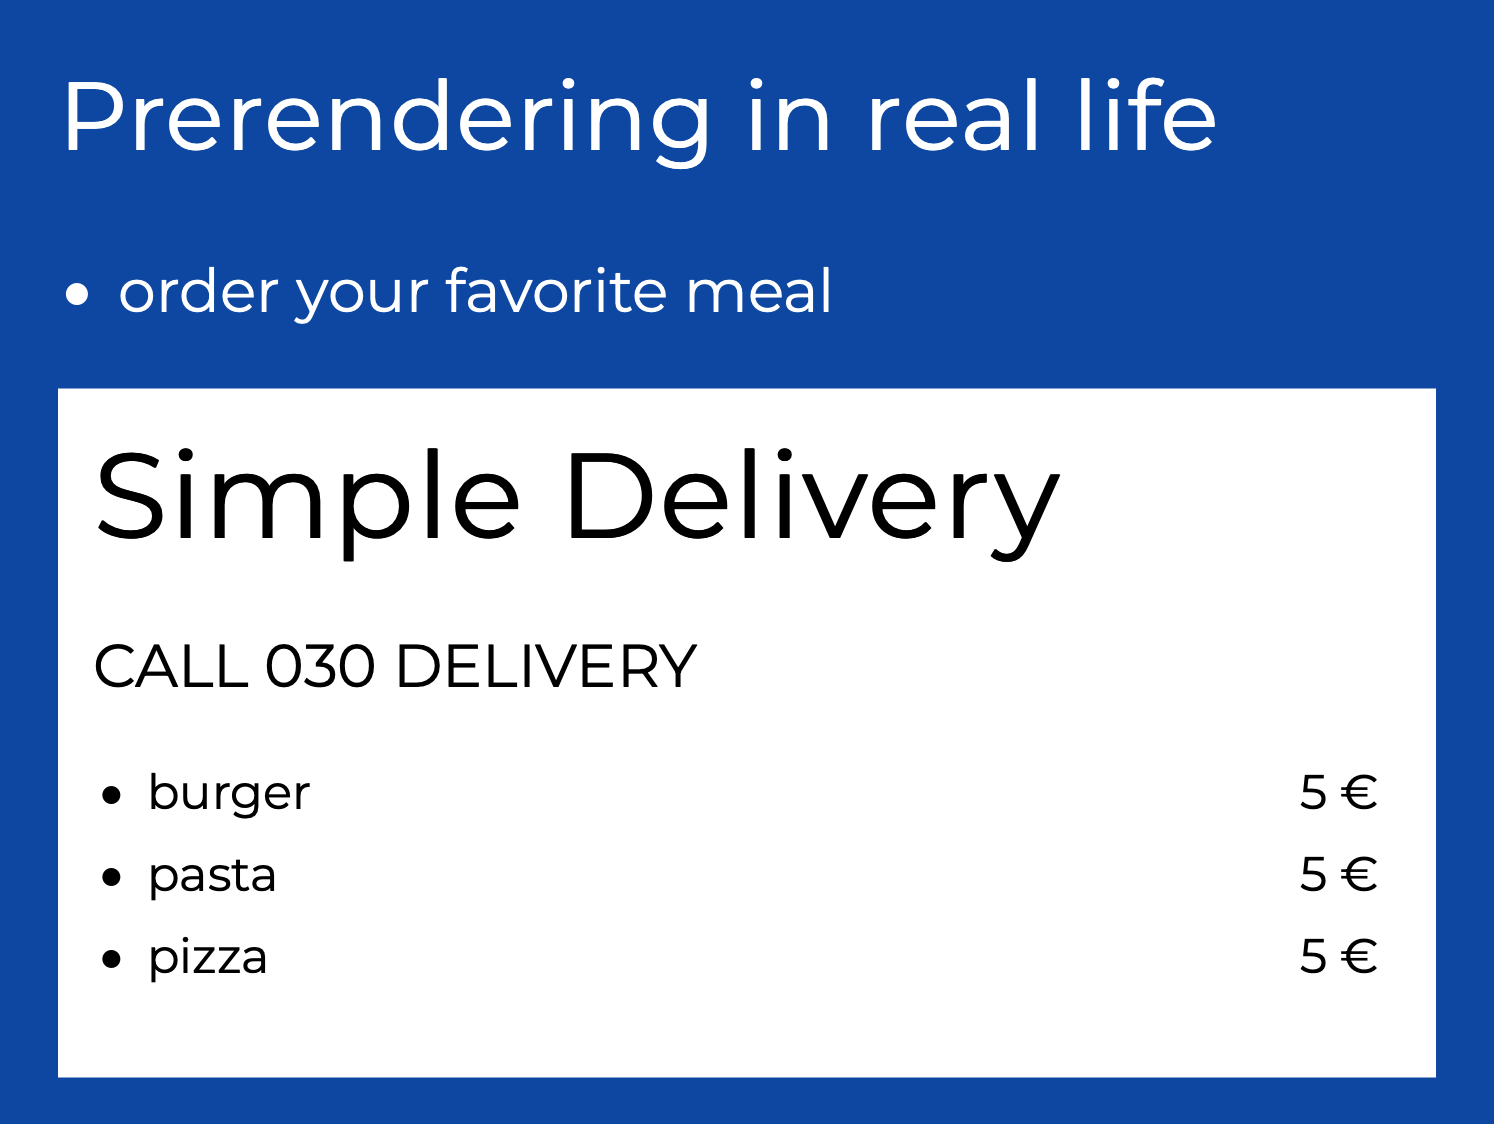 Prerendering in real life
• order your favorite meal
Simple Delivery
CALL 030 DELIVERY
• burger 5 €
• pasta 5 €
• pizza 5 €